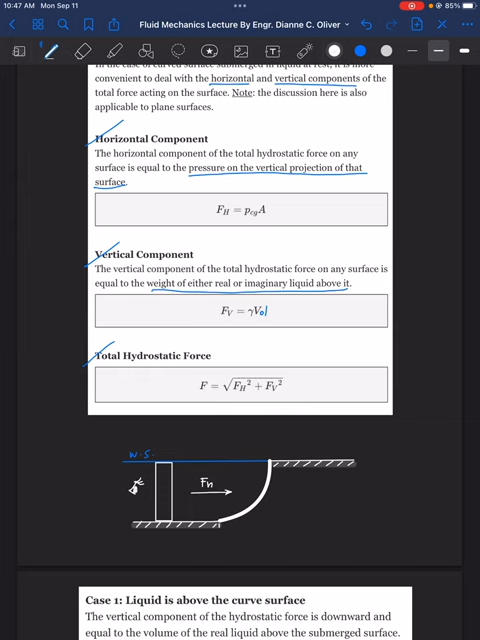 10:47 AM Mon Sep 11
81%
Fluid Mechanics Lecture By Engr. Dianne C. Oliver
convenient to deal with the horizontal and vertical components of the
total force acting on the surface. Note: the discussion here is also
applicable to plane surfaces.
Horizontal Component
The horizontal component of the total hydrostatic force on any
surface is equal to the pressure on the vertical projection of that
surface.
F_H = p_cg A
Vertical Component
The vertical component of the total hydrostatic force on any surface is
equal to the weight of either real or imaginary liquid above it.
F_V = γVol
Total Hydrostatic Force
F = √(F_H² + F_V²)
W.S.
Fh
Case 1: Liquid is above the curve surface
The vertical component of the hydrostatic force is downward and
equal to the volume of the real liquid above the submerged surface.